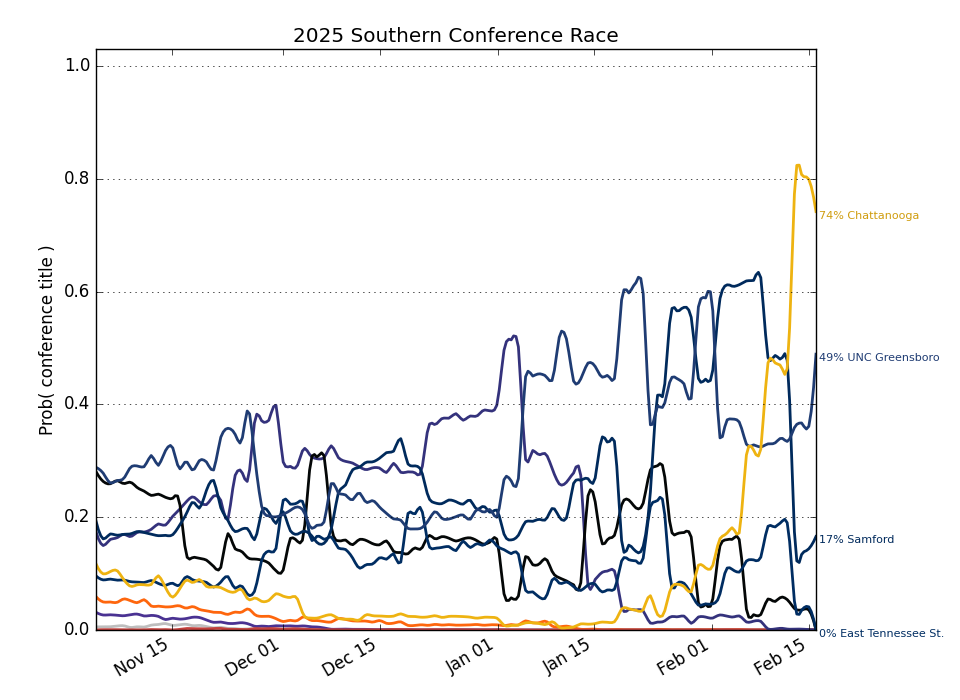 2025 Southern Conference Race
1.0
0.8
0.6
0.4
0.2
0.0
Prob( conference title )
74% Chattanooga
49% UNC Greensboro
17% Samford
0% East Tennessee St.
Nov 15
Dec 01
Dec 15
Jan 01
Jan 15
Feb 01
Feb 15